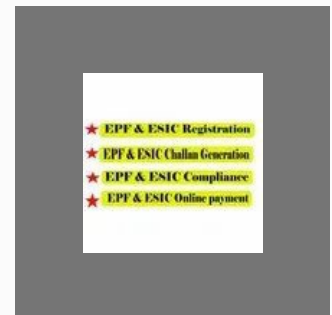 EPF & ESIC Registration
EPF & ESIC Challan Generation
EPF & ESIC Compliance
EPF & ESIC Online payment